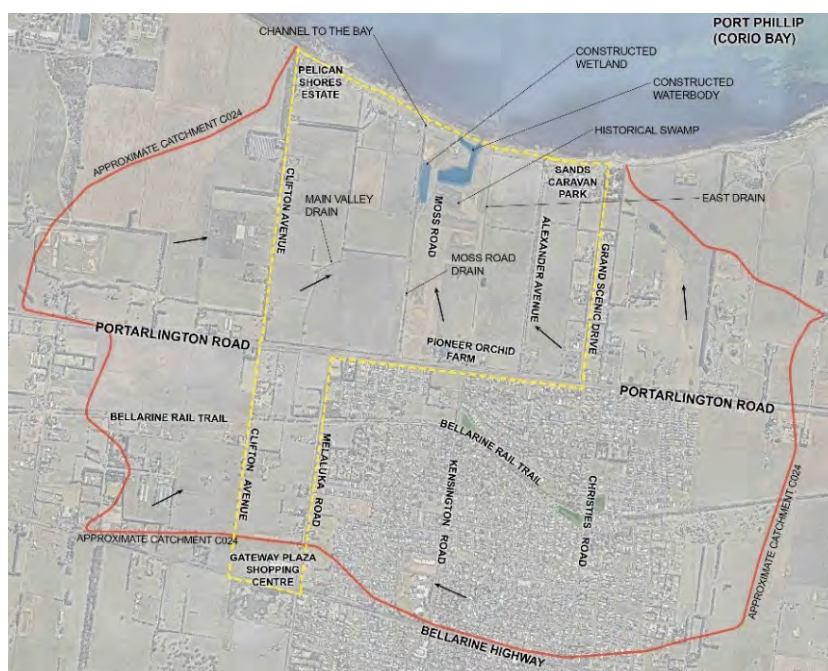 PORT PHILLIP
(CORIO BAY)
CHANNEL TO THE BAY
CONSTRUCTED
WETLAND
PELICAN
SHORES
ESTATE
CONSTRUCTED
WATERBODY
HISTORICAL SWAMP
APPROXIMATE CATCHMENT C024
CLIFTON AVENUE
MAIN VALLEY
DRAIN
MOSS ROAD
SANDS
CARAVAN
PARK
EAST DRAIN
ALEXANDER AVENUE
GRAND SCENIC DRIVE
MOSS ROAD
DRAIN
PORTARLINGTON ROAD
PIONEER ORCHID
FARM
PORTARLINGTON ROAD
BELLARINE RAIL TRAIL
CLIFTON AVENUE
MELALUKA ROAD
BELLARINE RAIL TRAIL
KENSINGTON ROAD
CHRISTIES ROAD
APPROXIMATE CATCHMENT C024
APPROXIMATE CATCHMENT C024
GATEWAY PLAZA
SHOPPING
CENTRE
BELLARINE HIGHWAY